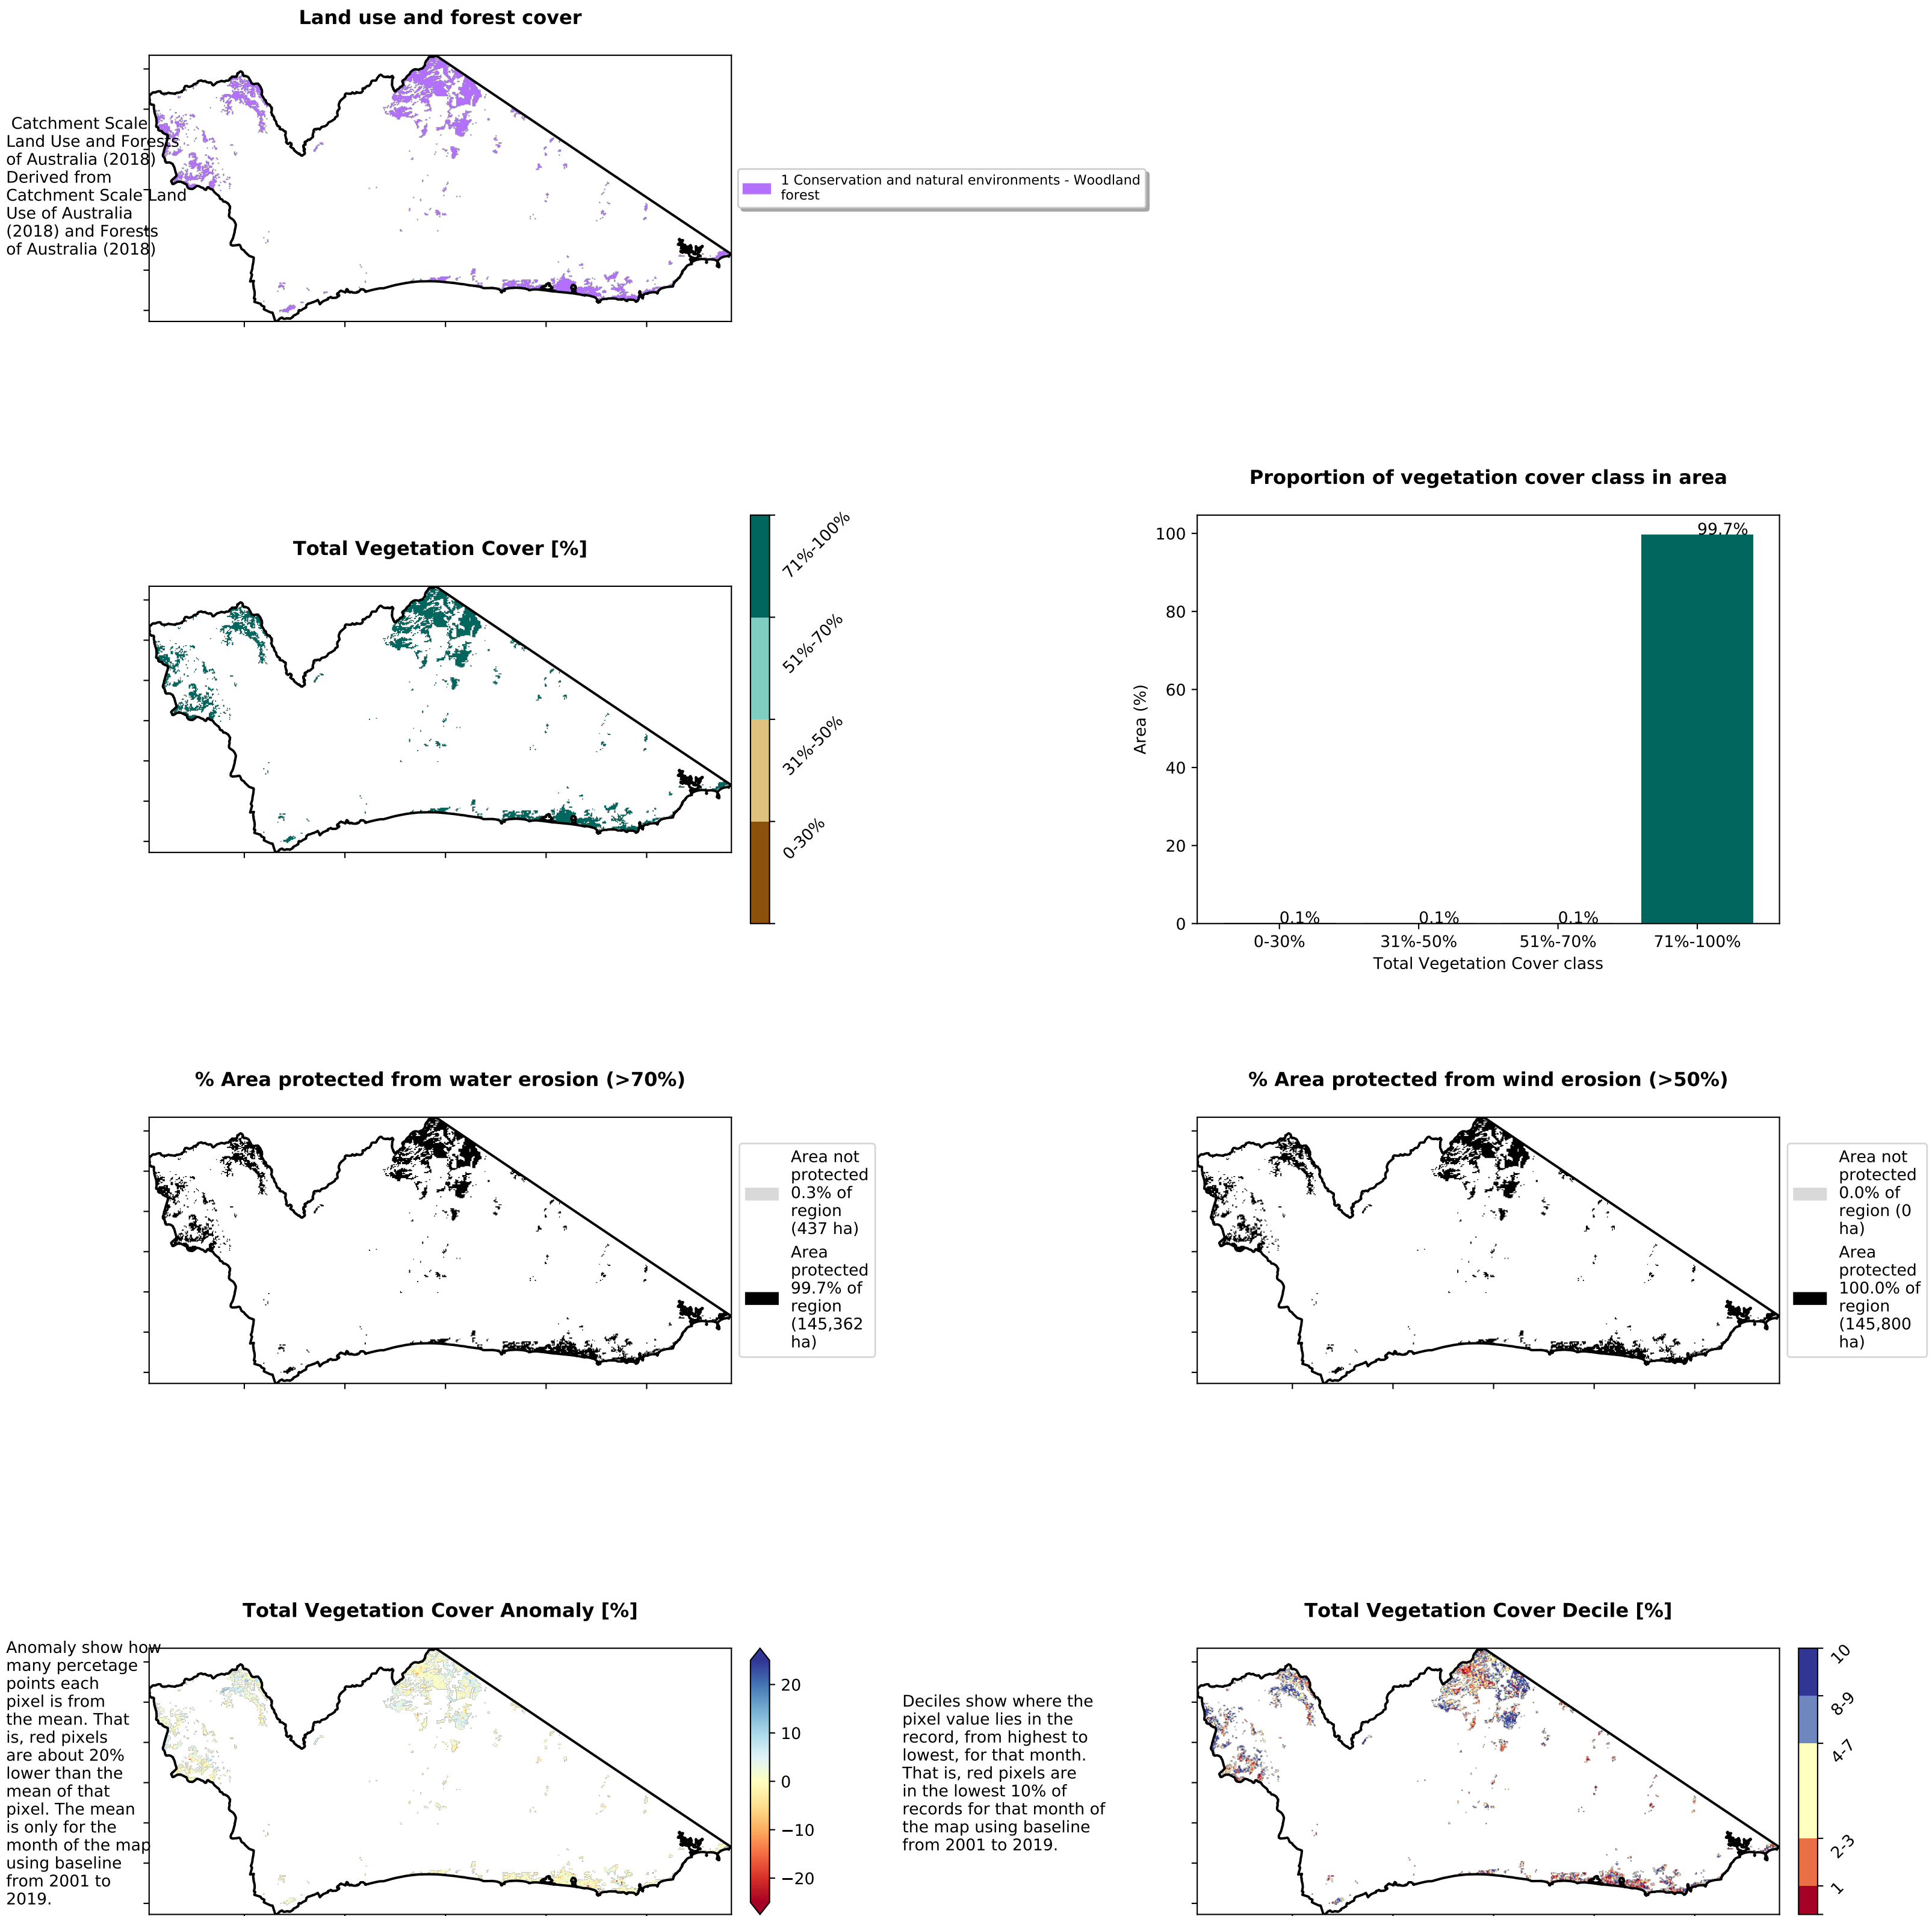 Land use and forest cover
Catchment Scale
Land Use and Forests
of Australia (2018)
Derived from
Catchment Scale Land
Use of Australia
(2018) and Forests
of Australia (2018)
1 Conservation and natural environments - Woodland
forest
Total Vegetation Cover [%]
71%-100%
51%-70%
31%-50%
0-30%
Proportion of vegetation cover class in area
100
80
60
40
20
0
Area (%)
0.1%
0.1%
0.1%
99.7%
0-30%
31%-50%
51%-70%
71%-100%
Total Vegetation Cover class
% Area protected from water erosion (>70%)
Area not
protected
0.3% of
region
(437 ha)
Area
protected
99.7% of
region
(145,362
ha)
% Area protected from wind erosion (>50%)
Area not
protected
0.0% of
region (0
ha)
Area
protected
100.0% of
region
(145,800
ha)
Total Vegetation Cover Anomaly [%]
Anomaly show how
many percetage
points each
pixel is from
the mean. That
is, red pixels
are about 20%
lower than the
mean of that
pixel. The mean
is only for the
month of the map
using baseline
from 2001 to
2019.
20
10
0
−10
−20
Total Vegetation Cover Decile [%]
Deciles show where the
pixel value lies in the
record, from highest to
lowest, for that month.
That is, red pixels are
in the lowest 10% of
records for that month of
the map using baseline
from 2001 to 2019.
10
8-9
4-7
2-3
1